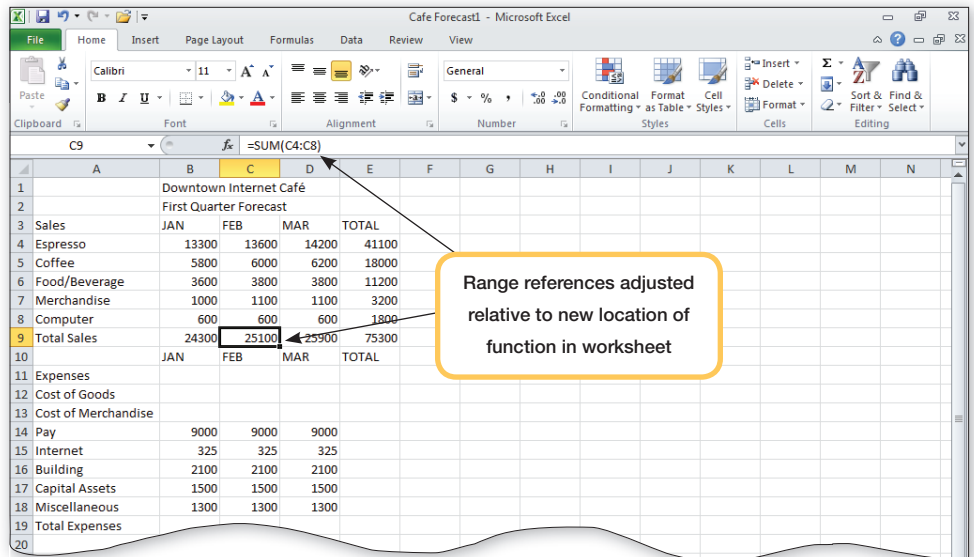 Cafe Forecast1 - Microsoft Excel
File Home Insert Page Layout Formulas Data Review View
Paste
Calibri 11
B I U
General
$ % ,
Conditional Formatting
Format as Table
Cell Styles
Insert
Delete
Format
Σ
Sort & Filter
Find & Select
Clipboard Font Alignment Number Styles Cells Editing
C9 fx =SUM(C4:C8)
A B C D E F G H I J K L M N
1 Downtown Internet Café
2 First Quarter Forecast
3 Sales JAN FEB MAR TOTAL
4 Espresso 13300 13600 14200 41100
5 Coffee 5800 6000 6200 18000
6 Food/Beverage 3600 3800 3800 11200
7 Merchandise 1000 1100 1100 3200
8 Computer 600 600 600 1800
9 Total Sales 24300 25100 25900 75300
10 JAN FEB MAR TOTAL
11 Expenses
12 Cost of Goods
13 Cost of Merchandise
14 Pay 9000 9000 9000
15 Internet 325 325 325
16 Building 2100 2100 2100
17 Capital Assets 1500 1500 1500
18 Miscellaneous 1300 1300 1300
19 Total Expenses
20
Range references adjusted
relative to new location of
function in worksheet